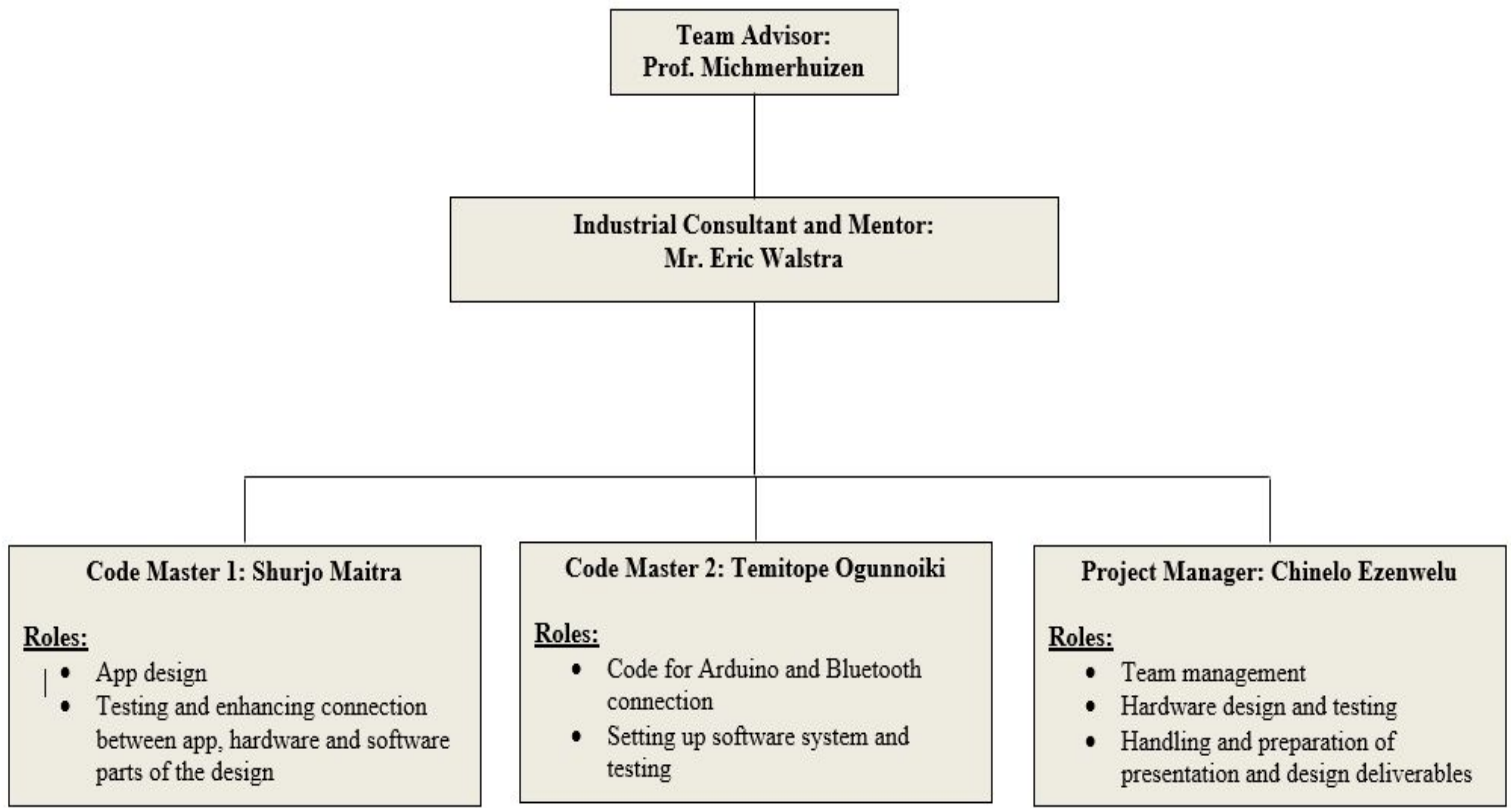 Team Advisor:
Prof. Michmerhuizen
Industrial Consultant and Mentor:
Mr. Eric Walstra
Code Master 1: Shurjo Maitra
Roles:
• App design
• Testing and enhancing connection
between app, hardware and software
parts of the design
Code Master 2: Temitope Ogunnoiki
Roles:
• Code for Arduino and Bluetooth
connection
• Setting up software system and
testing
Project Manager: Chinelo Ezenwelu
Roles:
• Team management
• Hardware design and testing
• Handling and preparation of
presentation and design deliverables